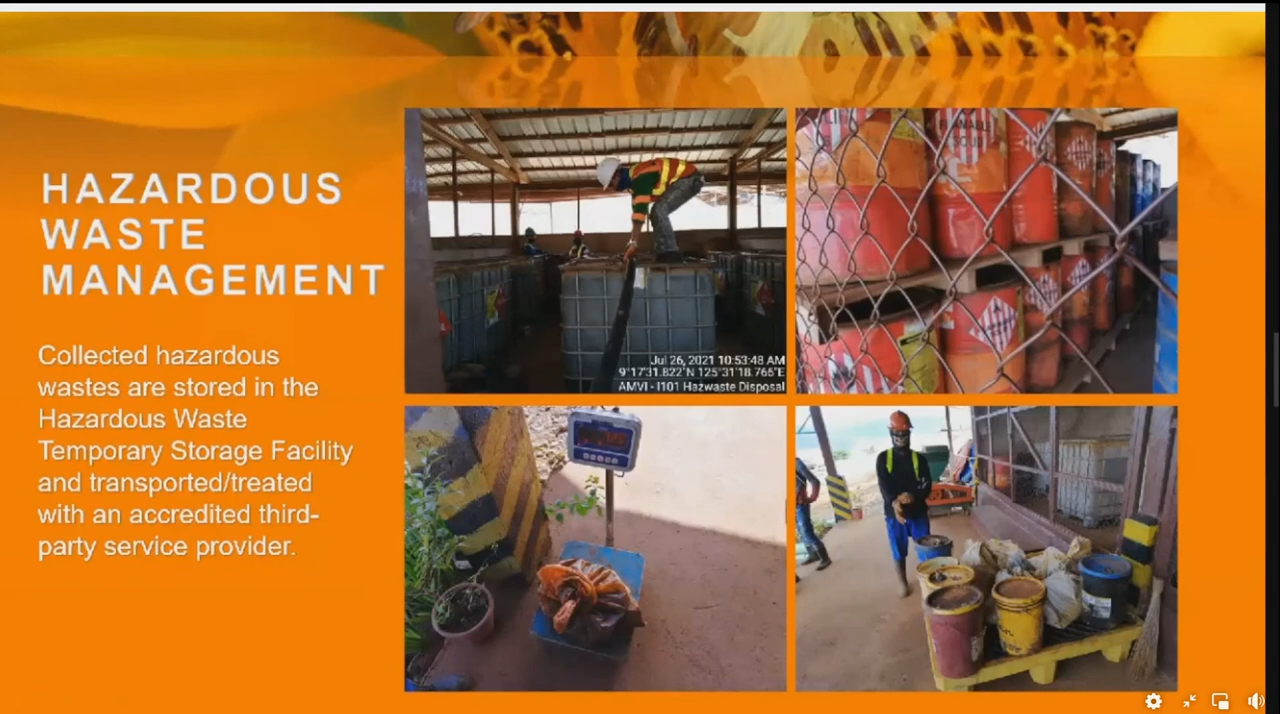 HAZARDOUS
WASTE
MANAGEMENT
Collected hazardous
wastes are stored in the
Hazardous Waste
Temporary Storage Facility
and transported/treated
with an accredited third-
party service provider.
Jul 26, 2021 10:53:48 AM
9°17'31.822"N 125°31'18.766"E
AMVI - I101 Hazwaste Disposal